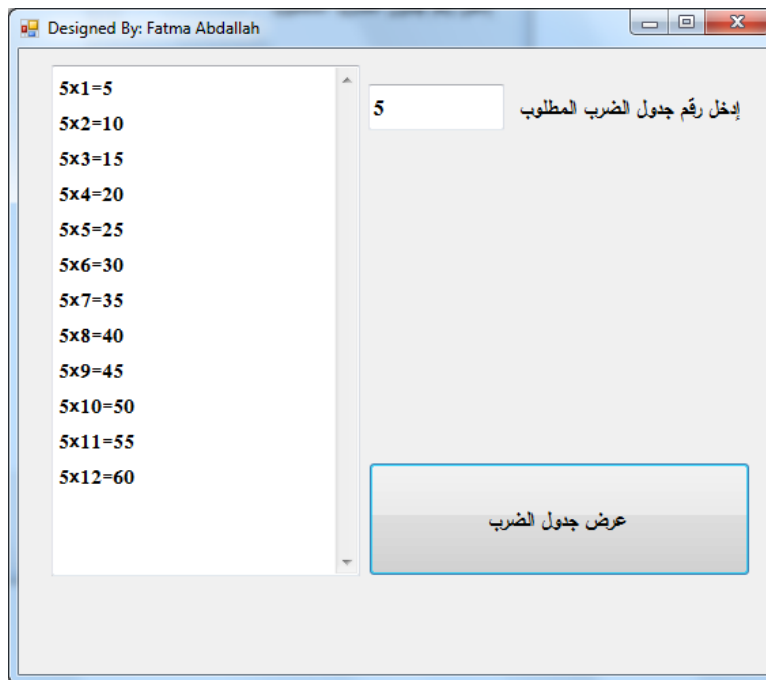 Designed By: Fatma Abdallah
5x1=5
5x2=10
5x3=15
5x4=20
5x5=25
5x6=30
5x7=35
5x8=40
5x9=45
5x10=50
5x11=55
5x12=60
إدخل رقم جدول الضرب المطلوب
5
عرض جدول الضرب